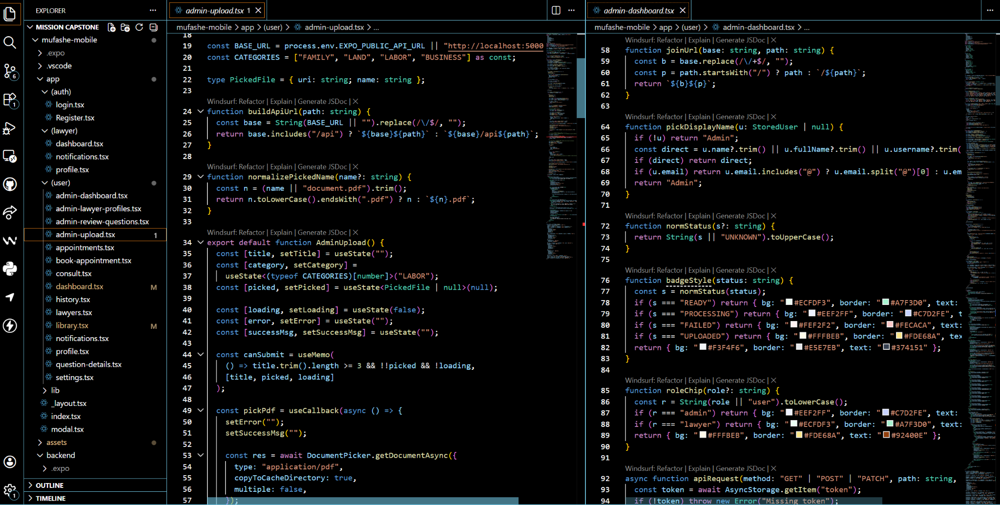 EXPLORER
MISSION CAPSTONE
mufashe-mobile
.expo
.vscode
app
(auth)
login.tsx
Register.tsx
(lawyer)
dashboard.tsx
notifications.tsx
profile.tsx
(user)
admin-dashboard.tsx
admin-lawyer-profiles.tsx
admin-review-questions.tsx
admin-upload.tsx 1
appointments.tsx
book-appointment.tsx
consult.tsx
dashboard.tsx M
history.tsx
lawyers.tsx
library.tsx M
notifications.tsx
profile.tsx
question-details.tsx
settings.tsx
lib
_layout.tsx
index.tsx
modal.tsx
assets
backend
.expo
OUTLINE
TIMELINE
6
1
1
admin-upload.tsx 1
mufashe-mobile > app > (user) > admin-upload.tsx > ...
18
19 const BASE_URL = process.env.EXPO_PUBLIC_API_URL || "http://localhost:5000
20 const CATEGORIES = ["FAMILY", "LAND", "LABOR", "BUSINESS"] as const;
21
22 type PickedFile = { uri: string; name: string };
23
Windsurf: Refactor | Explain | Generate JSDoc | X
24 function buildApiUrl(path: string) {
25 const base = String(BASE_URL || "").replace(/\/$/, "");
26 return base.includes("/api") ? `${base}${path}` : `${base}/api${path}`;
27 }
28
Windsurf: Refactor | Explain | Generate JSDoc | X
29 function normalizePickedName(name?: string) {
30 const n = (name || "document.pdf").trim();
31 return n.toLowerCase().endsWith(".pdf") ? n : `${n}.pdf`;
32 }
33
Windsurf: Refactor | Explain | Generate JSDoc | X
34 export default function AdminUpload() {
35 const [title, setTitle] = useState("");
36 const [category, setCategory] =
37 useState<(typeof CATEGORIES)[number]>("LABOR");
38 const [picked, setPicked] = useState<PickedFile | null>(null);
39
40 const [loading, setLoading] = useState(false);
41 const [error, setError] = useState("");
42 const [successMsg, setSuccessMsg] = useState("");
43
44 const canSubmit = useMemo(
45 () => title.trim().length >= 3 && !!picked && !loading,
46 [title, picked, loading]
47 );
48
49 const pickPdf = useCallback(async () => {
50 setError("");
51 setSuccessMsg("");
52
53 const res = await DocumentPicker.getDocumentAsync({
54 type: "application/pdf",
55 copyToCacheDirectory: true,
56 multiple: false,
57 });
admin-dashboard.tsx
mufashe-mobile > app > (user) > admin-dashboard.tsx > ...
Windsurf: Refactor | Explain | Generate JSDoc | X
58 function joinUrl(base: string, path: string) {
59 const b = base.replace(/\/+$/, "");
60 const p = path.startsWith("/") ? path : `/${path}`;
61 return `${b}${p}`;
62 }
63
Windsurf: Refactor | Explain | Generate JSDoc | X
64 function pickDisplayName(u: StoredUser | null) {
65 if (!u) return "Admin";
66 const direct = u.name?.trim() || u.fullName?.trim() || u.username?.trim(
67 if (direct) return direct;
68 if (u.email) return u.email.includes("@") ? u.email.split("@")[0] : u.em
69 return "Admin";
70 }
71
Windsurf: Refactor | Explain | Generate JSDoc | X
72 function normStatus(s?: string) {
73 return String(s || "UNKNOWN").toUpperCase();
74 }
75
Windsurf: Refactor | Explain | Generate JSDoc | X
76 function badgeStyle(status: string) {
77 const s = normStatus(status);
78 if (s === "READY") return { bg: "#ECFDF3", border: "#A7F3D0", text:
79 if (s === "PROCESSING") return { bg: "#EEF2FF", border: "#C7D2FE", t
80 if (s === "FAILED") return { bg: "#FEF2F2", border: "#FECACA", text:
81 if (s === "UPLOADED") return { bg: "#FFFBEB", border: "#FDE68A", tex
82 return { bg: "#F3F4F6", border: "#E5E7EB", text: "#374151" };
83 }
84
Windsurf: Refactor | Explain | Generate JSDoc | X
85 function roleChip(role?: string) {
86 const r = String(role || "user").toLowerCase();
87 if (r === "admin") return { bg: "#EEF2FF", border: "#C7D2FE", text:
88 if (r === "lawyer") return { bg: "#ECFDF3", border: "#A7F3D0", text:
89 return { bg: "#FFFBEB", border: "#FDE68A", text: "#92400E" };
90 }
91
Windsurf: Refactor | Explain | Generate JSDoc | X
92 async function apiRequest(method: "GET" | "POST" | "PATCH", path: string,
93 const token = await AsyncStorage.getItem("token");
94 if (!token) throw new Error("Missing token");